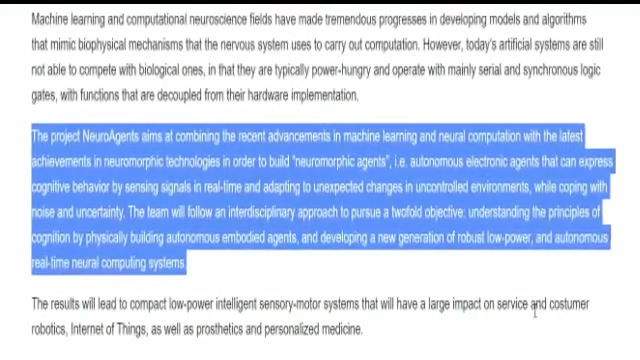 Machine learning and computational neuroscience fields have made tremendous progresses in developing models and algorithms
that mimic biophysical mechanisms that the nervous system uses to carry out computation. However, today's artificial systems are still
not able to compete with biological ones, in that they are typically power-hungry and operate with mainly serial and synchronous logic
gates, with functions that are decoupled from their hardware implementation.
The project NeuroAgents aims at combining the recent advancements in machine learning and neural computation with the latest
achievements in neuromorphic technologies in order to build "neuromorphic agents", i.e. autonomous electronic agents that can express
cognitive behavior by sensing signals in real-time and adapting to unexpected changes in uncontrolled environments, while coping with
noise and uncertainty. The team will follow an interdisciplinary approach to pursue a twofold objective: understanding the principles of
cognition by physically building autonomous embodied agents, and developing a new generation of robust low-power, and autonomous
real-time neural computing systems
The results will lead to compact low-power intelligent sensory-motor systems that will have a large impact on service and costumer
robotics, Internet of Things, as well as prosthetics and personalized medicine.